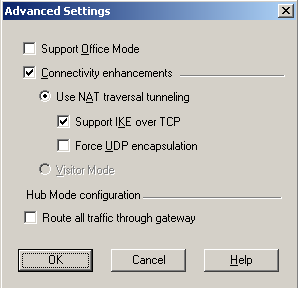 Advanced Settings
Support Office Mode
Connectivity enhancements
Use NAT traversal tunneling
Support IKE over TCP
Force UDP encapsulation
Visitor Mode
Hub Mode configuration
Route all traffic through gateway
OK Cancel Help